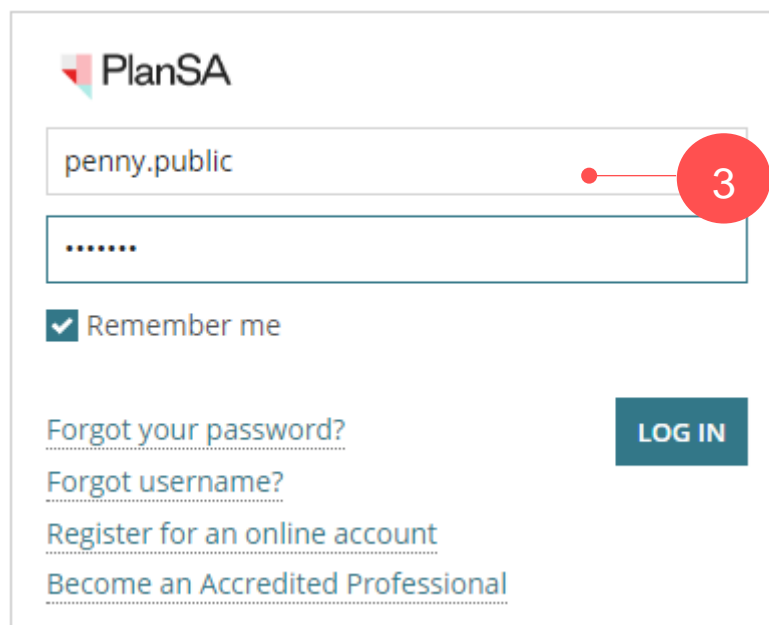 PlanSA
penny.public
3
•••••••
Remember me
Forgot your password?
LOG IN
Forgot username?
Register for an online account
Become an Accredited Professional